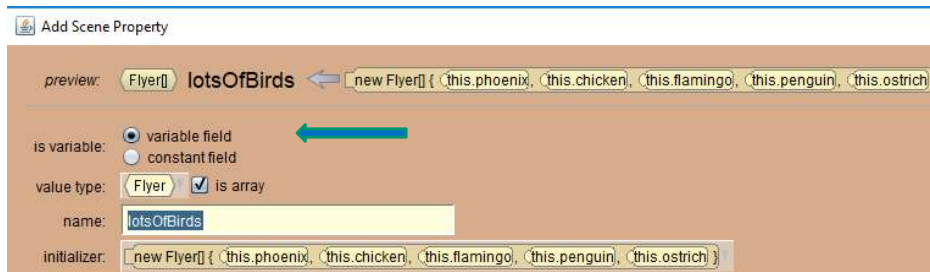 Add Scene Property
preview: Flyer[] lotsOfBirds new Flyer[] { this.phoenix, this.chicken, this.flamingo, this.penguin, this.ostrich
is variable: variable field
constant field
value type: Flyer is array
name: lotsOfBirds
initializer: new Flyer[] { this.phoenix, this.chicken, this.flamingo, this.penguin, this.ostrich }